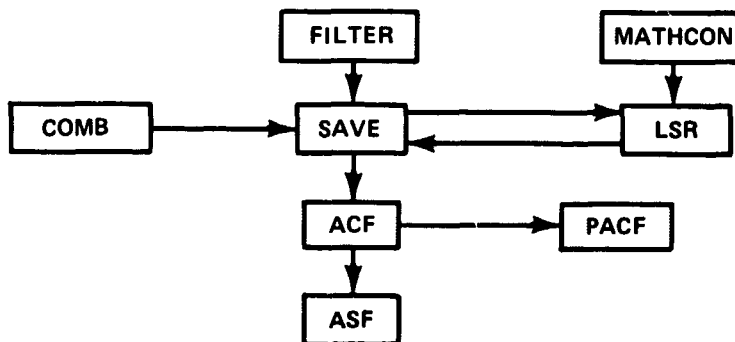 FILTER
MATHCON
COMB
SAVE
LSR
ACF
PACF
ASF